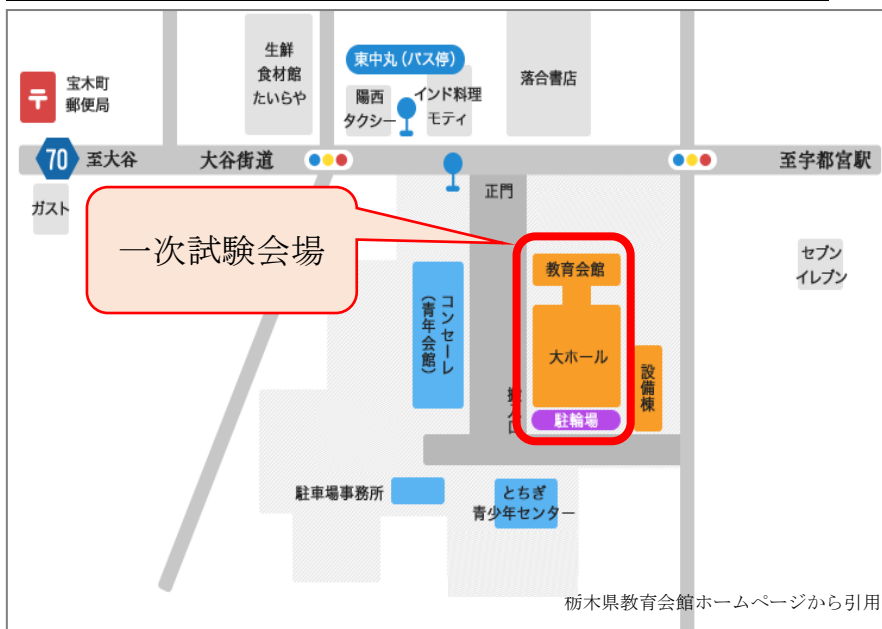 生鮮
食材館
たいらや
東中丸(バス停)
陽西
タクシー
インド料理
モティ
落合書店
〒
宝木町
郵便局
70
至大谷
大谷街道
至宇都宮駅
ガスト
正門
一次試験会場
教育会館
セブン
イレブン
コンセーレ
(青年会館)
大ホール
設備棟
搬入口
駐輪場
駐車場事務所
とちぎ
青少年センター
栃木県教育会館ホームページから引用